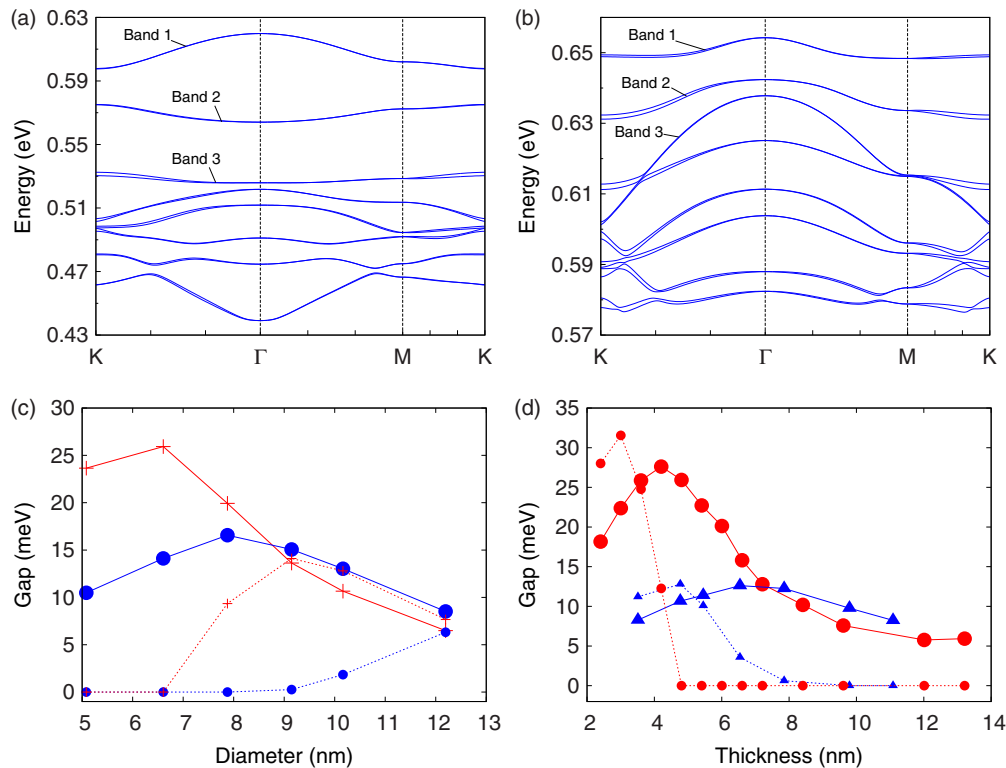 (a)
0.63
0.59
0.55
0.51
0.47
0.43
Energy (eV)
Band 1
Band 2
Band 3
K
Γ
M
K
(b)
0.65
0.63
0.61
0.59
0.57
Energy (eV)
Band 1
Band 2
Band 3
K
Γ
M
K
(c)
30
25
20
15
10
5
0
Gap (meV)
5 6 7 8 9 10 11 12 13
Diameter (nm)
(d)
35
30
25
20
15
10
5
0
Gap (meV)
2 4 6 8 10 12 14
Thickness (nm)